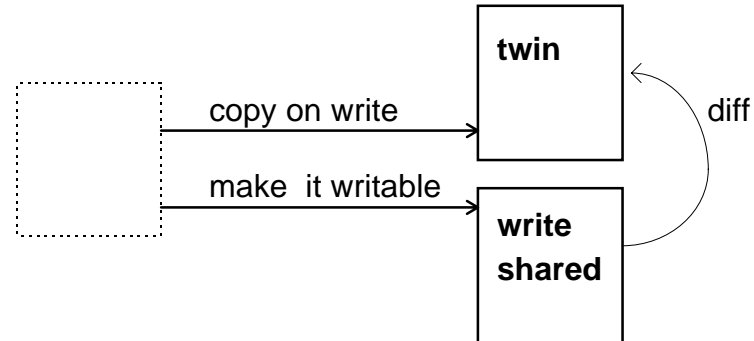 twin
copy on write
diff
make it writable
write
shared